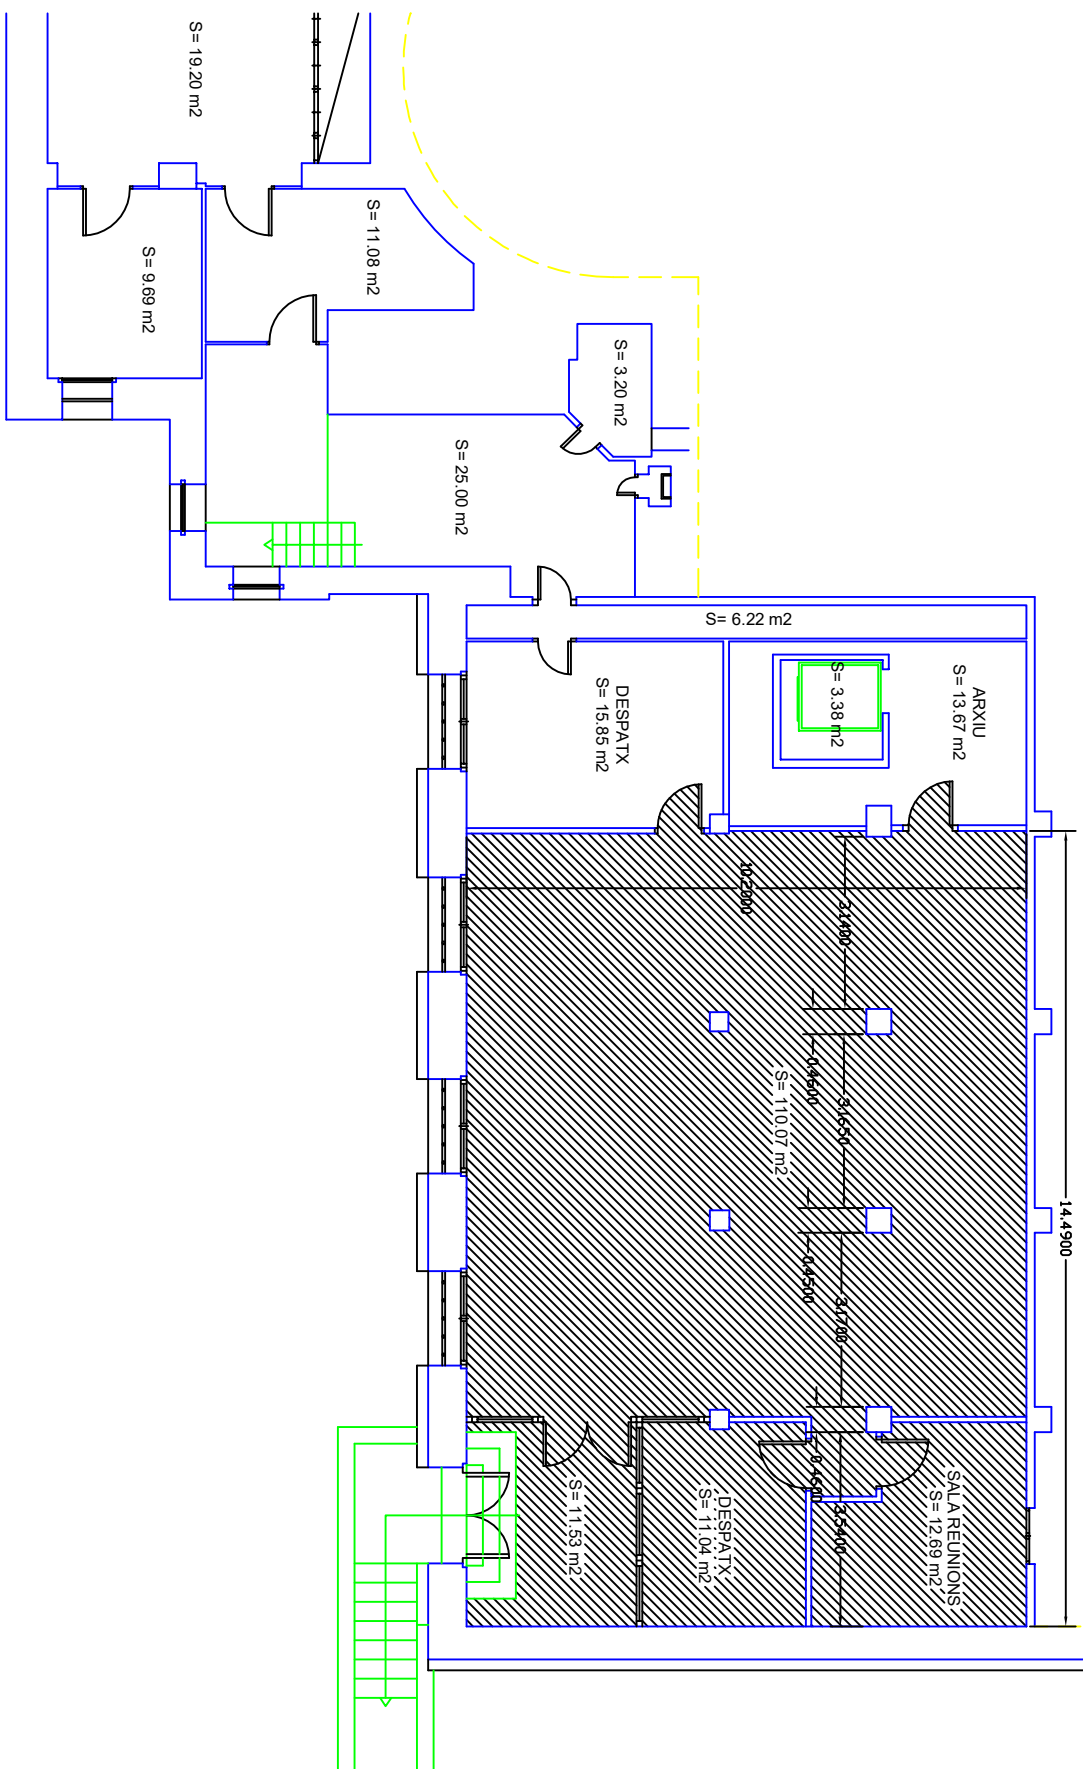 S= 19.20 m2
S= 11.08 m2
S= 9.69 m2
S= 3.20 m2
S= 25.00 m2
S= 6.22 m2
DESPATX
S= 15.85 m2
S= 3.38 m2
ARXIU
S= 13.67 m2
10.2000
3.1400
0.4600
3.1650
S= 110.07 m2
14.4900
0.4500
3.1700
0.4600
3.5400
SALA REUNIONS
S= 12.69 m2
DESPATX
S= 11.04 m2
S= 11.53 m2